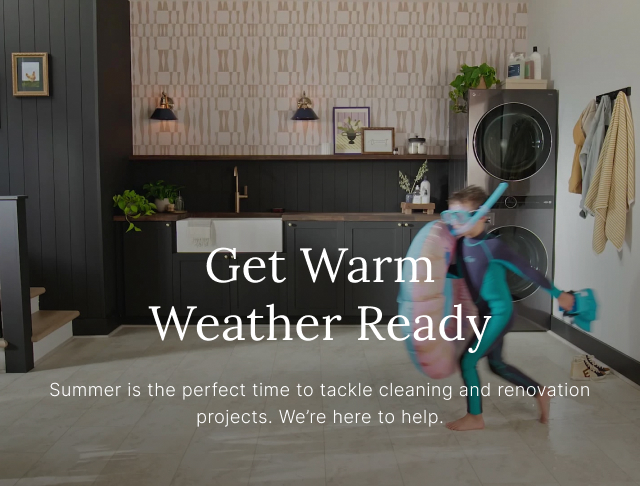 Get Warm
Weather Ready
Summer is the perfect time to tackle cleaning and renovation
projects. We’re here to help.